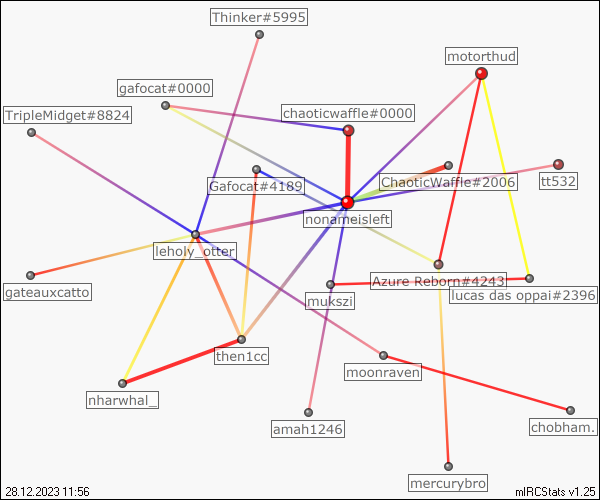 Thinker#5995
motorthud
gafocat#0000
TripleMidget#8824
chaoticwaffle#0000
Gafocat#4189
ChaoticWaffle#2006
tt532
nonameisleft
leholy_otter
gateauxcatto
Azure Reborn#4243
mukszi
lucas das oppai#2396
then1cc
moonraven
nharwhal_
amah1246
chobham.
mercurybro
28.12.2023 11:56
mIRCStats v1.25